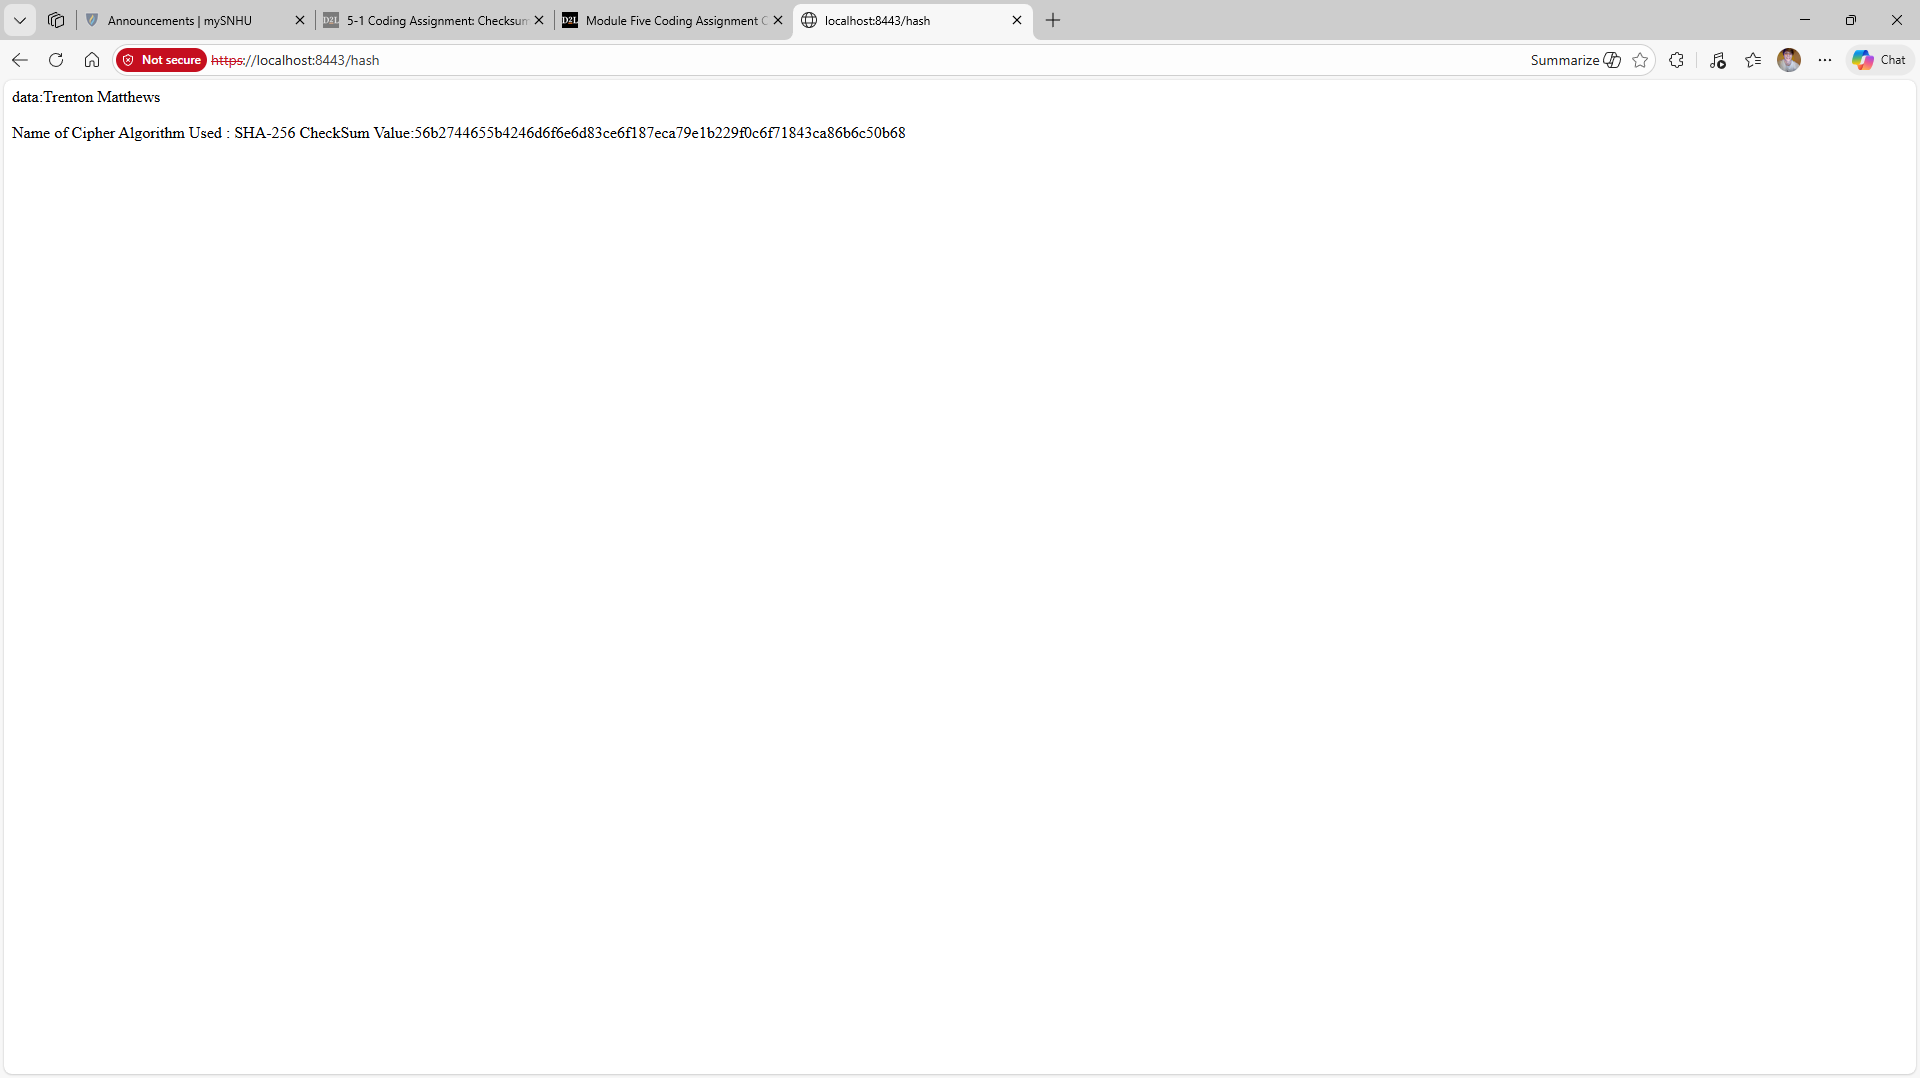 Announcements | mySNHU
5-1 Coding Assignment: Checksum
Module Five Coding Assignment C
localhost:8443/hash
Not secure
https://localhost:8443/hash
Summarize
Chat
data:Trenton Matthews
Name of Cipher Algorithm Used : SHA-256 CheckSum Value:56b2744655b4246d6f6e6d83ce6f187eca79e1b229f0c6f71843ca86b6c50b68